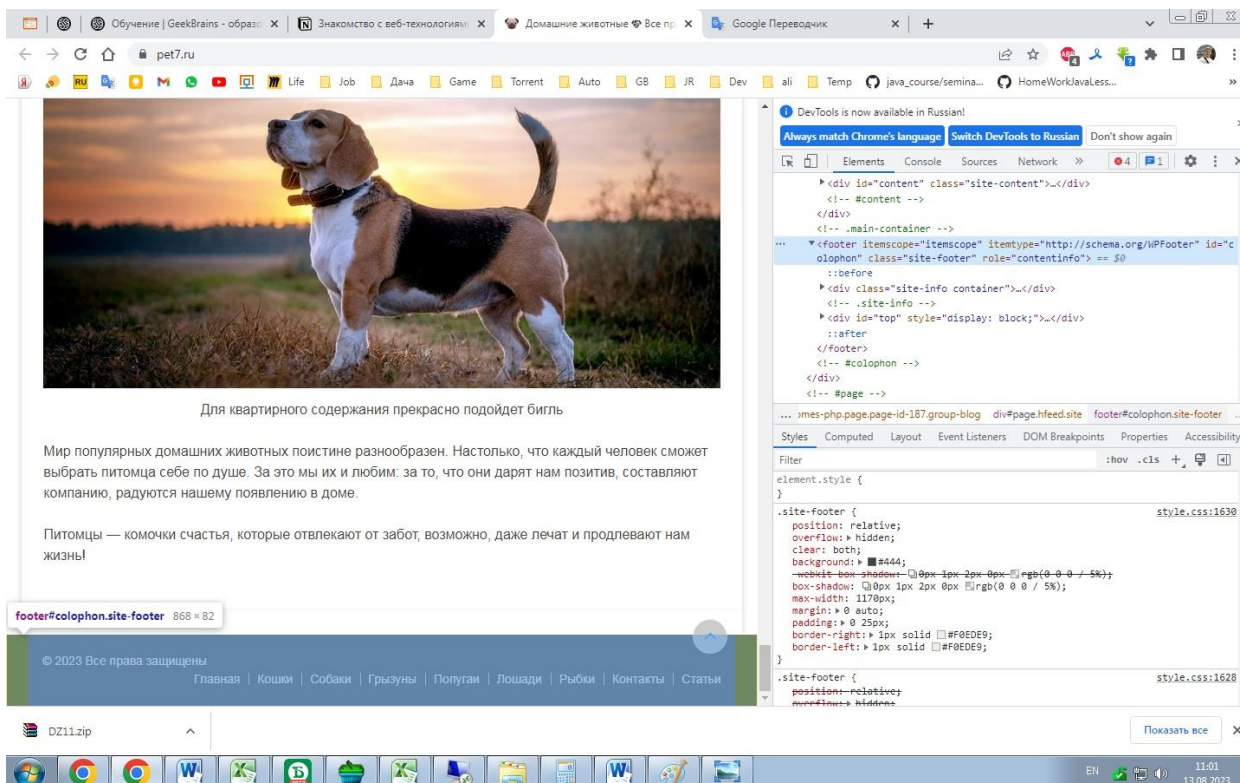 Обучение | GeekBrains - образо
Знакомство с веб-технологиям
Домашние животные Все пр
Google Переводчик
pet7.ru
Life
Job
Дача
Game
Torrent
Auto
GB
JR
Dev
ali
Temp
java_course/semina...
HomeWorkJavaLess...
Для квартирного содержания прекрасно подойдет бигль
Мир популярных домашних животных поистине разнообразен. Настолько, что каждый человек сможет
выбрать питомца себе по душе. За это мы их и любим: за то, что они дарят нам позитив, составляют
компанию, радуются нашему появлению в доме.
Питомцы — комочки счастья, которые отвлекают от забот, возможно, даже лечат и продлевают нам
жизнь!
footer#colophon.site-footer 868 × 82
© 2023 Все права защищены
Главная | Кошки | Собаки | Грызуны | Попугаи | Лошади | Рыбки | Контакты | Статьи
DevTools is now available in Russian!
Always match Chrome's language Switch DevTools to Russian Don't show again
Elements Console Sources Network » 4 1
<div id="content" class="site-content">…</div>
<!-- #content -->
</div>
<!-- .main-container -->
<footer itemscope="itemscope" itemtype="http://schema.org/WPFooter" id="c
olophon" class="site-footer" role="contentinfo"> == $0
::before
<div class="site-info container">…</div>
<!-- .site-info -->
<div id="top" style="display: block;">…</div>
::after
</footer>
<!-- #colophon -->
</div>
<!-- #page -->
... omes-php.page.page-id-187.group-blog div#page.hfeed.site footer#colophon.site-footer
Styles Computed Layout Event Listeners DOM Breakpoints Properties Accessibility
Filter :hov .cls +
element.style {
}
.site-footer { style.css:1630
position: relative;
overflow: hidden;
clear: both;
background: #444;
-webkit-box-shadow: 0px 1px 2px 0px rgb(0 0 0 / 5%);
box-shadow: 0px 1px 2px 0px rgb(0 0 0 / 5%);
max-width: 1170px;
margin: 0 auto;
padding: 0 25px;
border-right: 1px solid #F0EDE9;
border-left: 1px solid #F0EDE9;
}
.site-footer { style.css:1628
position: relative;
overflow: hidden;
DZ11.zip
Показать все
EN
11:01
13.08.2023